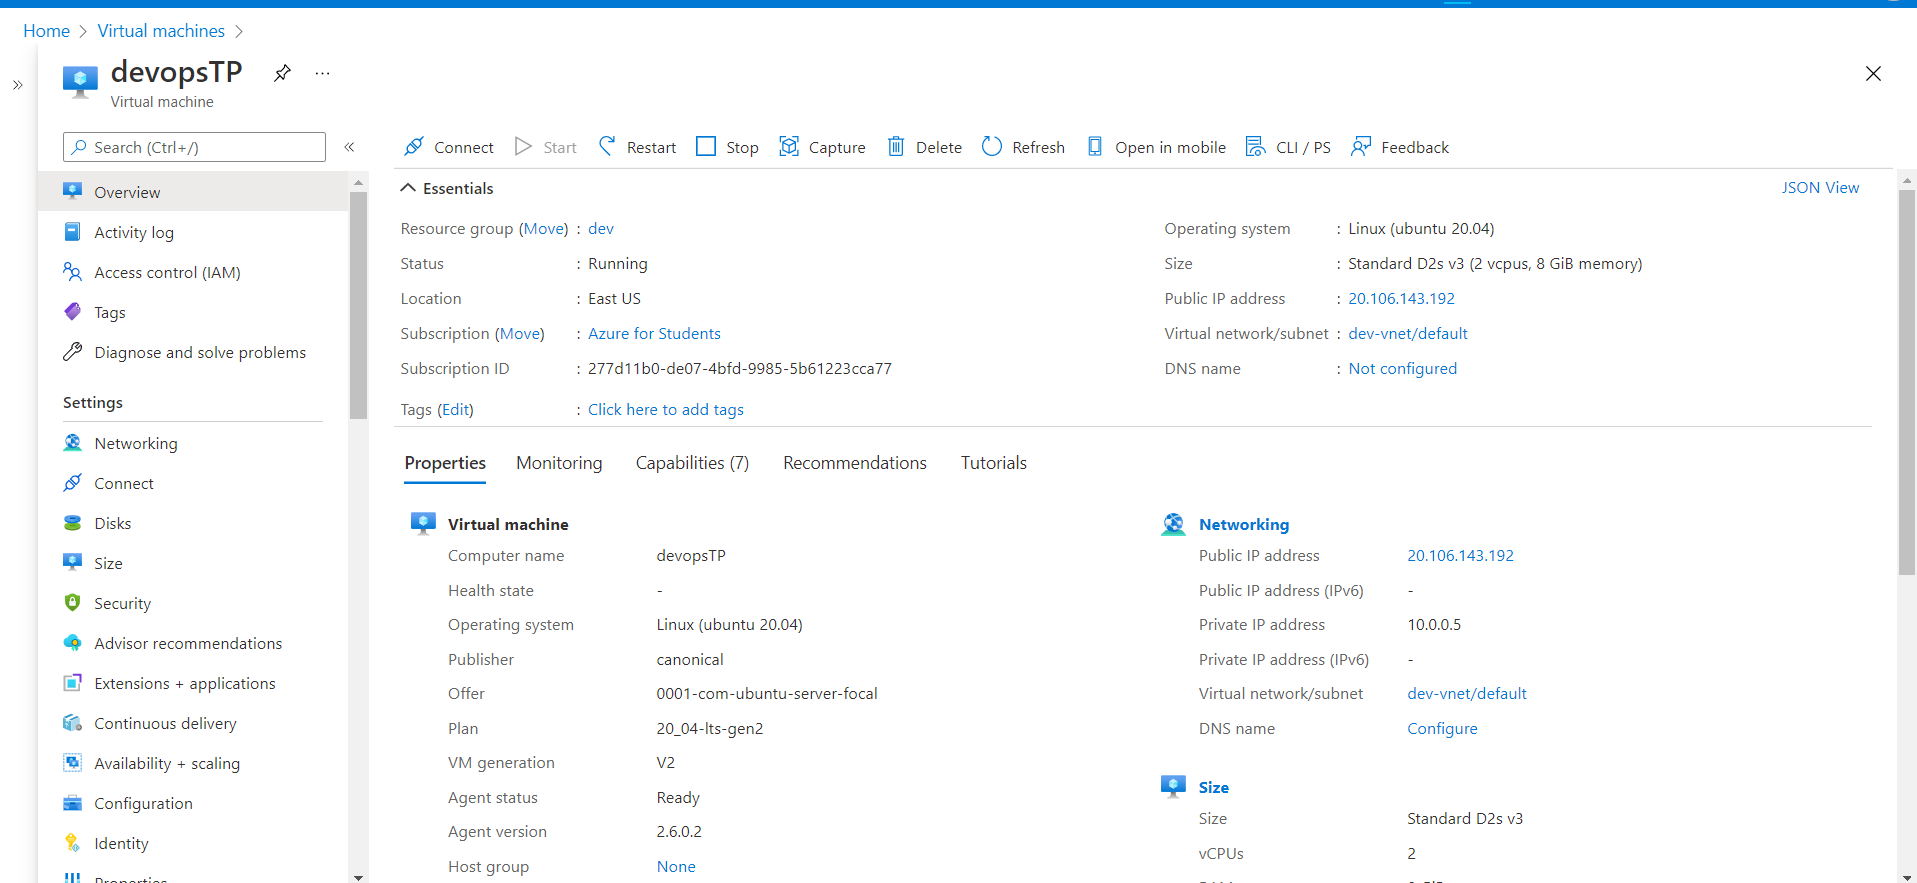 Home > Virtual machines >
devopsTP
Virtual machine
Search (Ctrl+/)
Overview
Activity log
Access control (IAM)
Tags
Diagnose and solve problems
Settings
Networking
Connect
Disks
Size
Security
Advisor recommendations
Extensions + applications
Continuous delivery
Availability + scaling
Configuration
Identity
Properties
Connect Start Restart Stop Capture Delete Refresh Open in mobile CLI / PS Feedback
Essentials
JSON View
Resource group (Move) : dev
Status : Running
Location : East US
Subscription (Move) : Azure for Students
Subscription ID : 277d11b0-de07-4bfd-9985-5b61223cca77
Tags (Edit) : Click here to add tags
Operating system : Linux (ubuntu 20.04)
Size : Standard D2s v3 (2 vcpus, 8 GiB memory)
Public IP address : 20.106.143.192
Virtual network/subnet : dev-vnet/default
DNS name : Not configured
Properties Monitoring Capabilities (7) Recommendations Tutorials
Virtual machine
Computer name devopsTP
Health state -
Operating system Linux (ubuntu 20.04)
Publisher canonical
Offer 0001-com-ubuntu-server-focal
Plan 20_04-lts-gen2
VM generation V2
Agent status Ready
Agent version 2.6.0.2
Host group None
Networking
Public IP address 20.106.143.192
Public IP address (IPv6) -
Private IP address 10.0.0.5
Private IP address (IPv6) -
Virtual network/subnet dev-vnet/default
DNS name Configure
Size
Size Standard D2s v3
vCPUs 2